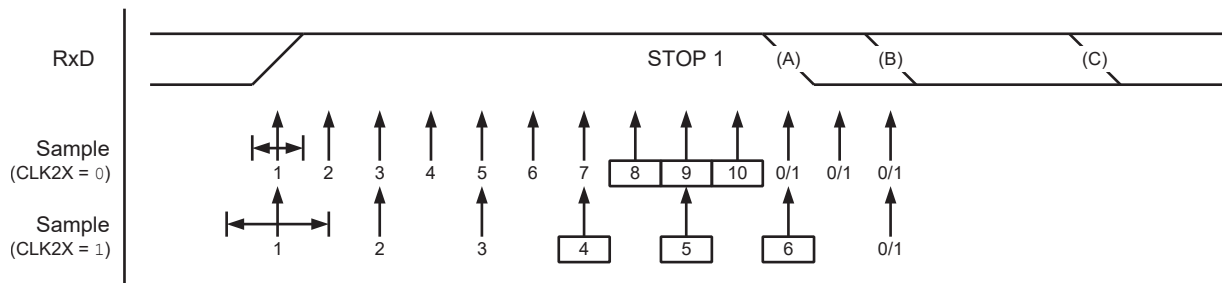 RxD
STOP 1
(A)
(B)
(C)
Sample
(CLK2X = 0)
1 2 3 4 5 6 7 8 9 10 0/1 0/1 0/1
Sample
(CLK2X = 1)
1 2 3 4 5 6 0/1